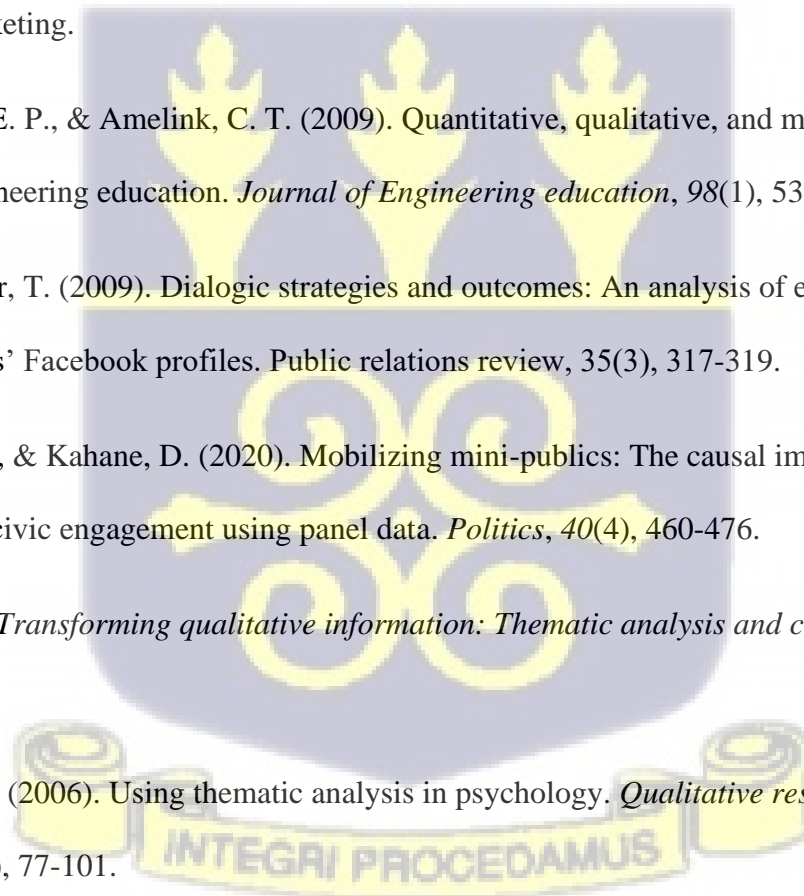 keting.
E. P., & Amelink, C. T. (2009). Quantitative, qualitative, and m
neering education. Journal of Engineering education, 98(1), 53
r, T. (2009). Dialogic strategies and outcomes: An analysis of e
s’ Facebook profiles. Public relations review, 35(3), 317-319.
, & Kahane, D. (2020). Mobilizing mini-publics: The causal im
civic engagement using panel data. Politics, 40(4), 460-476.
Transforming qualitative information: Thematic analysis and c
(2006). Using thematic analysis in psychology. Qualitative res
), 77-101.
INTEGRI PROCEDAMUS